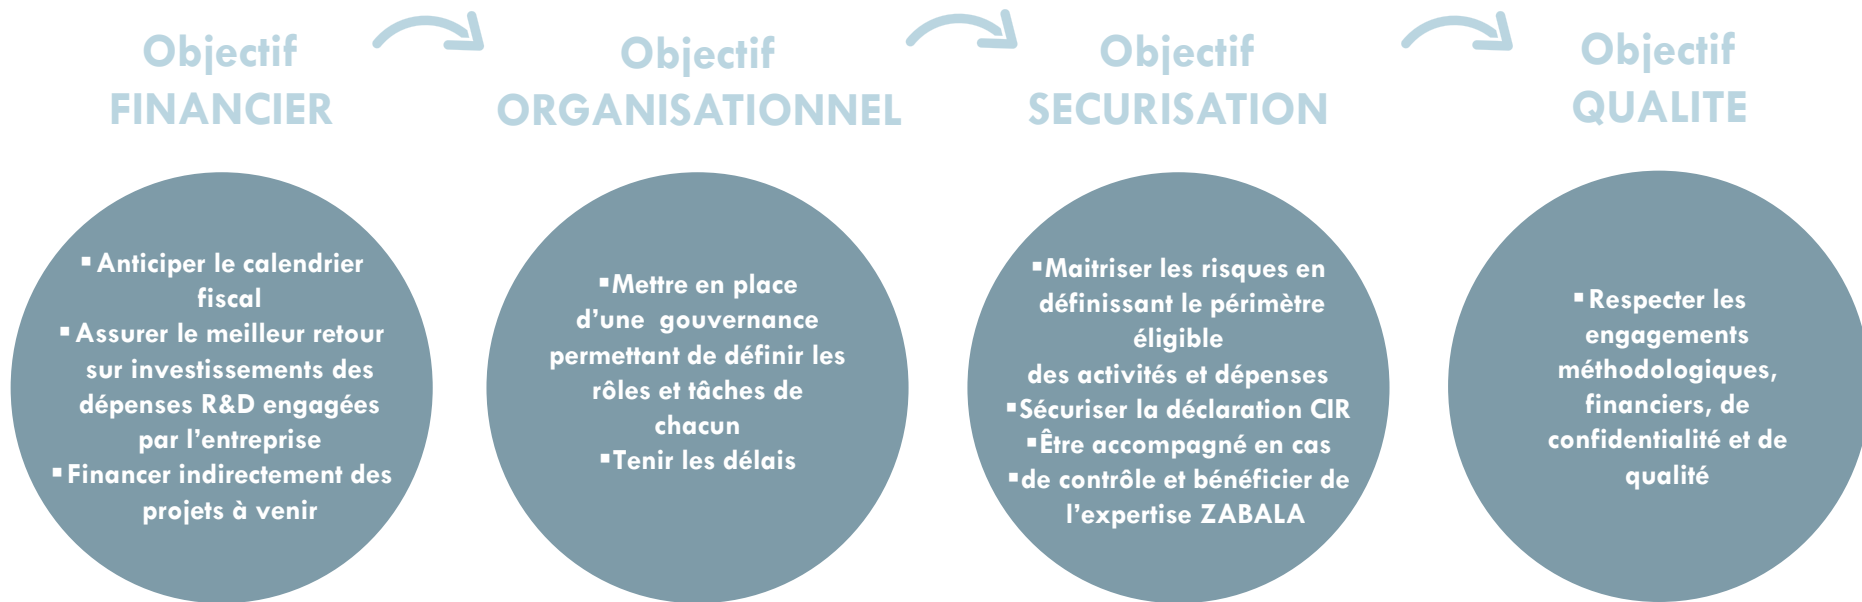 Objectif
FINANCIER
▪ Anticiper le calendrier
fiscal
▪ Assurer le meilleur retour
sur investissements des
dépenses R&D engagées
par l’entreprise
▪ Financer indirectement des
projets à venir
Objectif
ORGANISATIONNEL
▪Mettre en place
d’une gouvernance
permettant de définir les
rôles et tâches de
chacun
▪Tenir les délais
Objectif
SECURISATION
▪Maitriser les risques en
définissant le périmètre
éligible
des activités et dépenses
▪Sécuriser la déclaration CIR
▪Être accompagné en cas
▪de contrôle et bénéficier de
l’expertise ZABALA
Objectif
QUALITE
▪ Respecter les
engagements
méthodologiques,
financiers, de
confidentialité et de
qualité